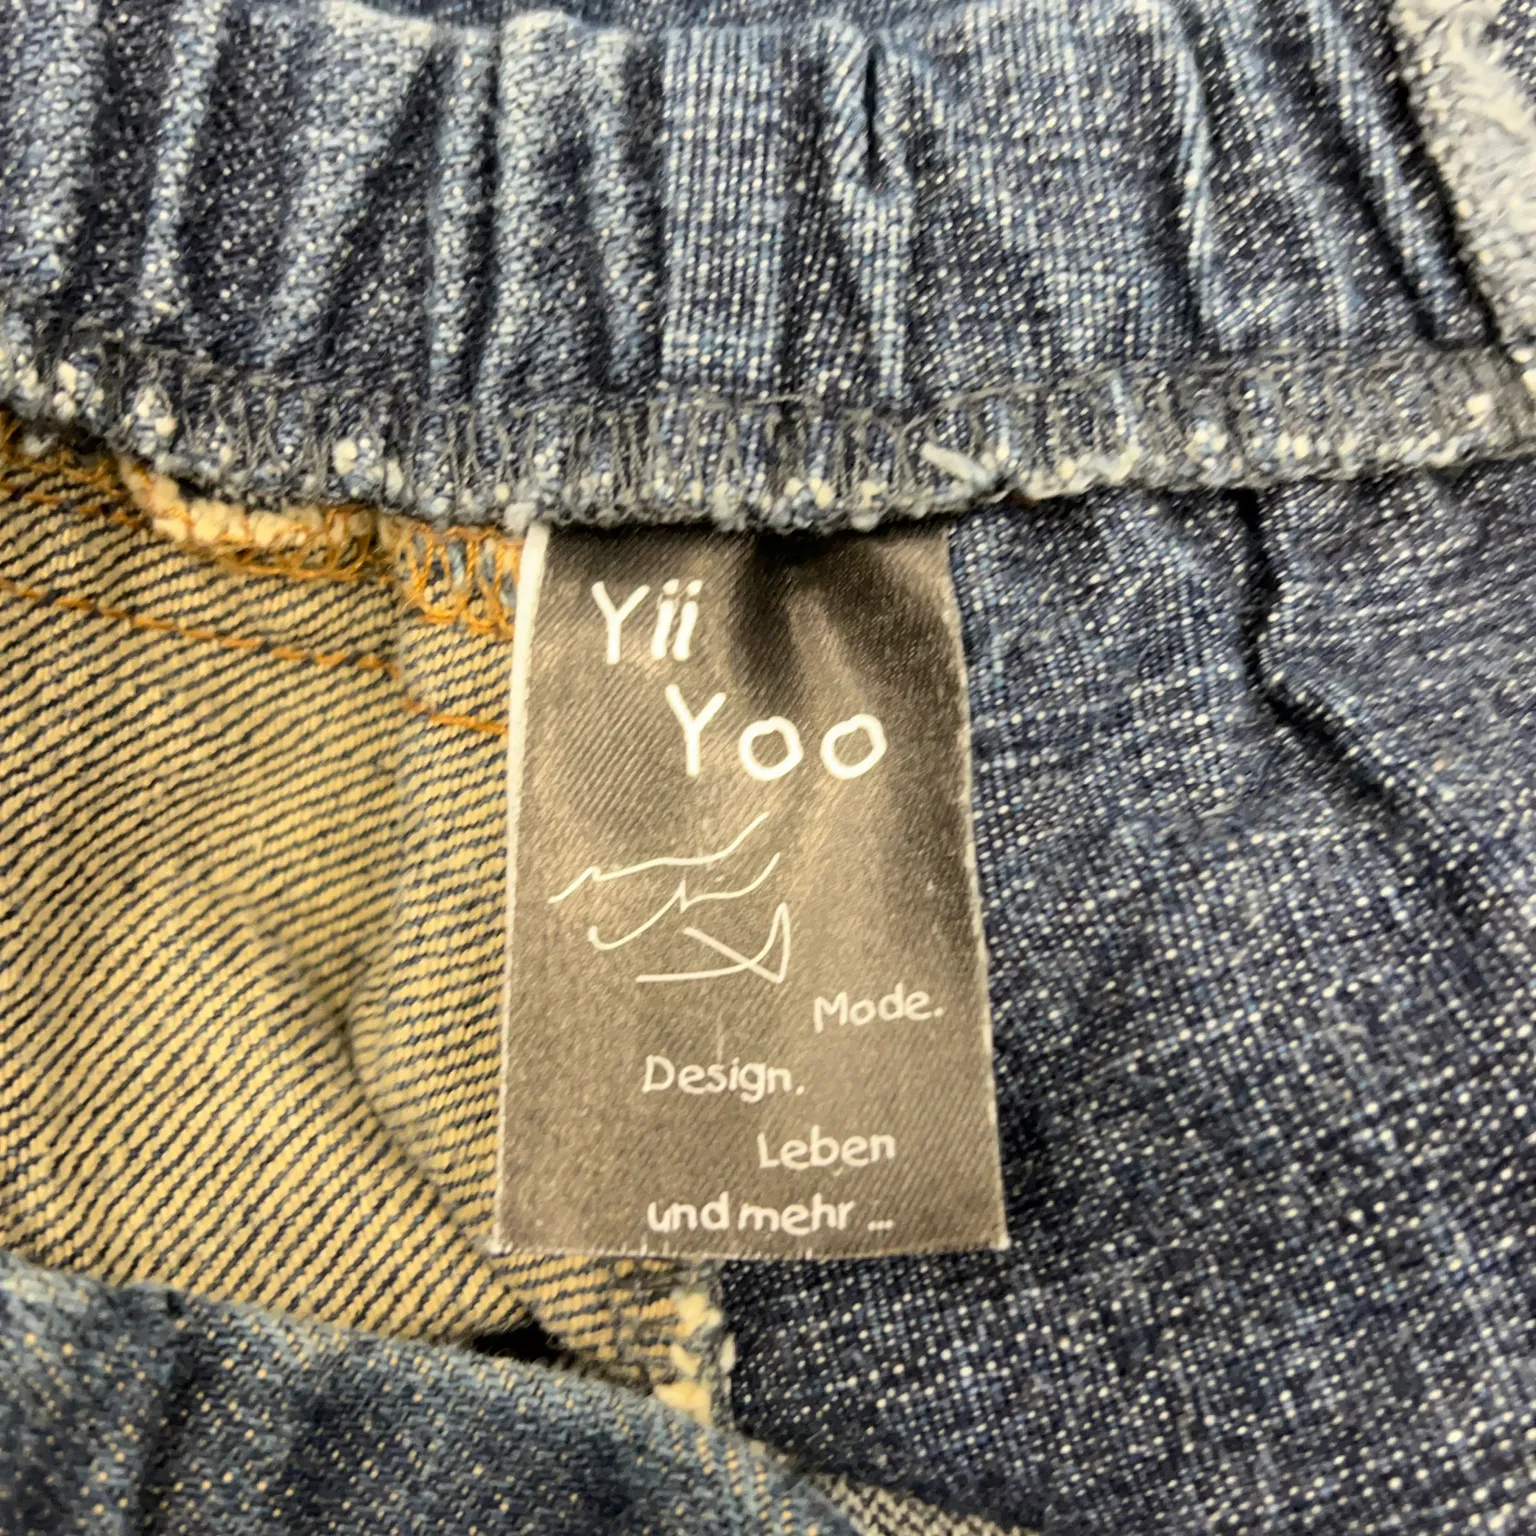 Yii
Yoo
Mode.
Design.
Leben
und mehr ...